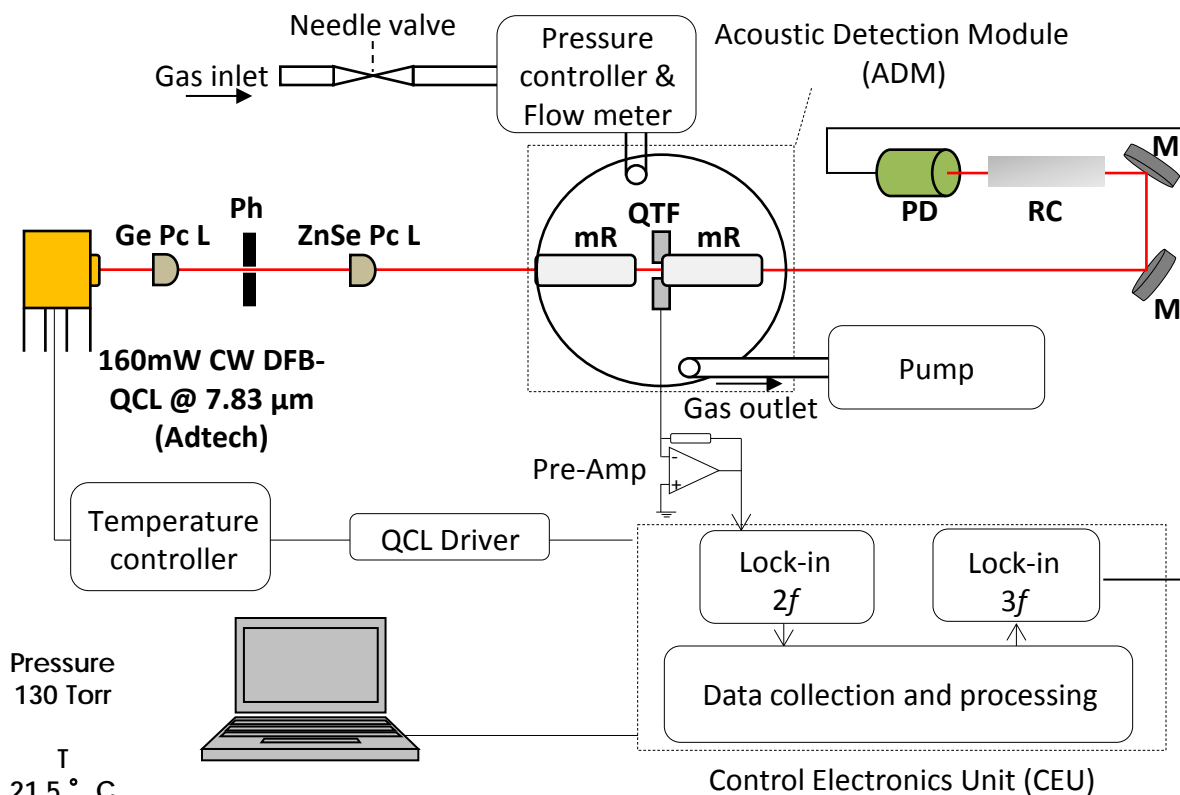 Needle valve
Gas inlet
Pressure
controller &
Flow meter
Acoustic Detection Module
(ADM)
M
PD
RC
Ph
QTF
Ge Pc L
ZnSe Pc L
mR
mR
M
160mW CW DFB-
QCL @ 7.83 µm
(Adtech)
Pump
Gas outlet
Pre-Amp
-
+
Temperature
controller
QCL Driver
Lock-in
2f
Lock-in
3f
Pressure
130 Torr
Data collection and processing
T
21.5 ° C
Control Electronics Unit (CEU)